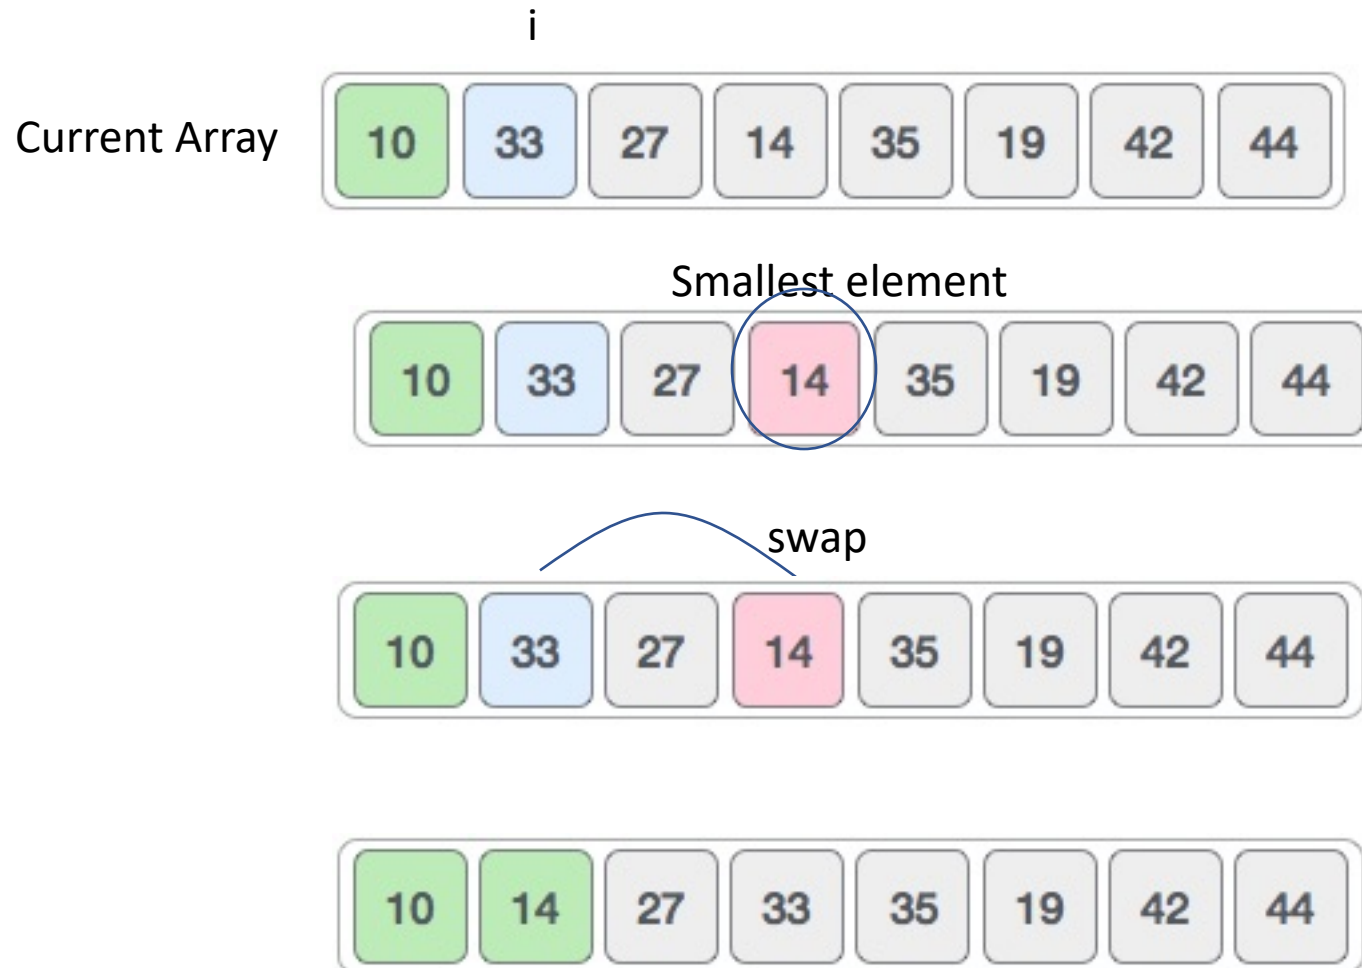 i
Current Array 10 33 27 14 35 19 42 44
Smallest element
10 33 27 14 35 19 42 44
swap
10 33 27 14 35 19 42 44
10 14 27 33 35 19 42 44